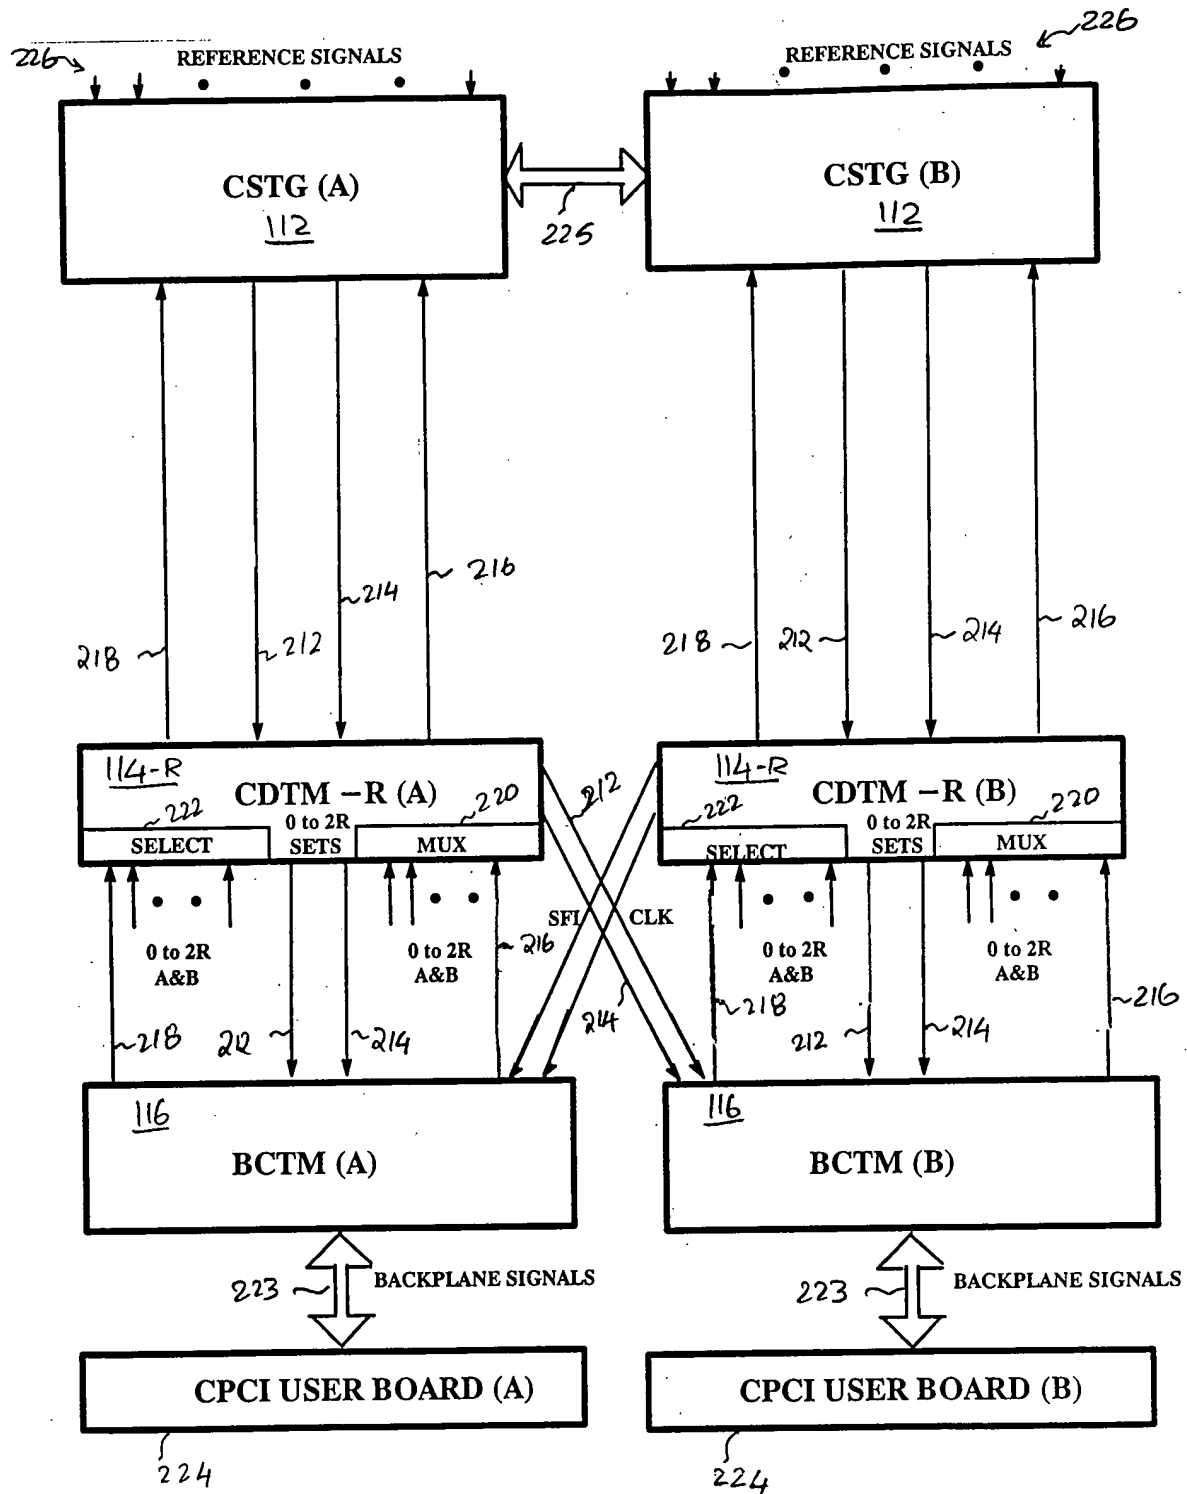 226
REFERENCE SIGNALS
REFERENCE SIGNALS
226
CSTG (A)
112
225
CSTG (B)
112
218
212
214
216
218
212
214
216
114-R
CDTM – R (A)
222
0 to 2R
220
SELECT
SETS
MUX
212
114-R
CDTM – R (B)
222
0 to 2R
220
SELECT
SETS
MUX
SFI
CLK
0 to 2R
A&B
0 to 2R
A&B
216
218
212
214
214
0 to 2R
A&B
0 to 2R
A&B
218
212
214
216
116
BCTM (A)
116
BCTM (B)
223
BACKPLANE SIGNALS
223
BACKPLANE SIGNALS
CPCI USER BOARD (A)
CPCI USER BOARD (B)
224
224